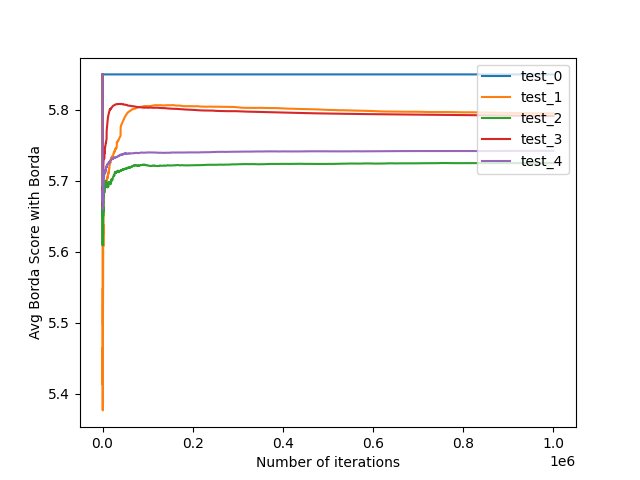 test_0
test_1
test_2
test_3
test_4
5.8
5.7
5.6
5.5
5.4
Avg Borda Score with Borda
0.0 0.2 0.4 0.6 0.8 1.0
1e6
Number of iterations